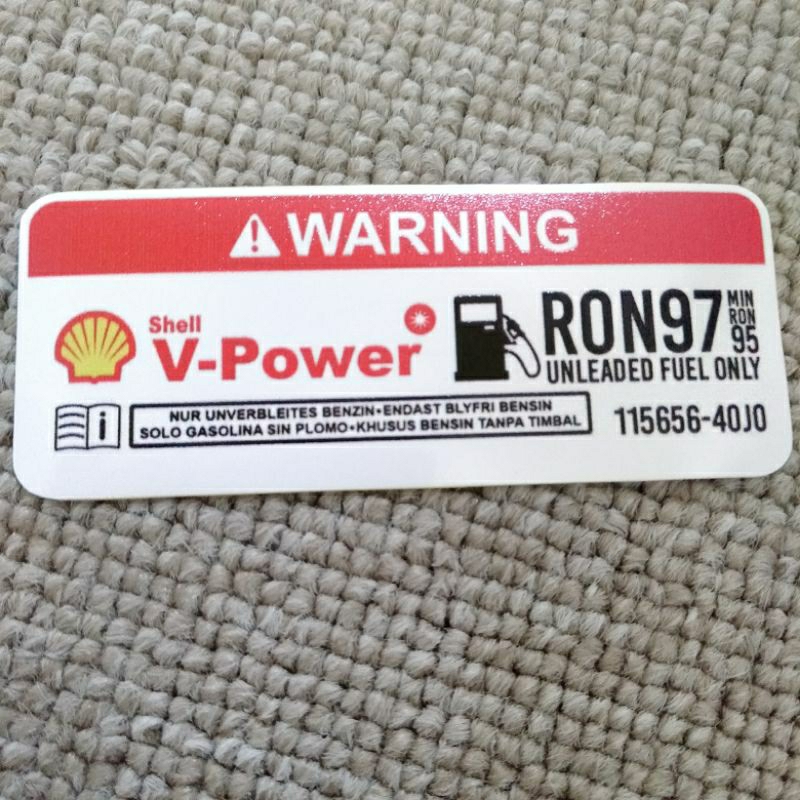 WARNING
Shell
V-Power
RON97
MIN
RON
95
UNLEADED FUEL ONLY
NUR UNVERBLEITES BENZIN•ENDAST BLYFRI BENSIN
SOLO GASOLINA SIN PLOMO•KHUSUS BENSIN TANPA TIMBAL
115656-40J0